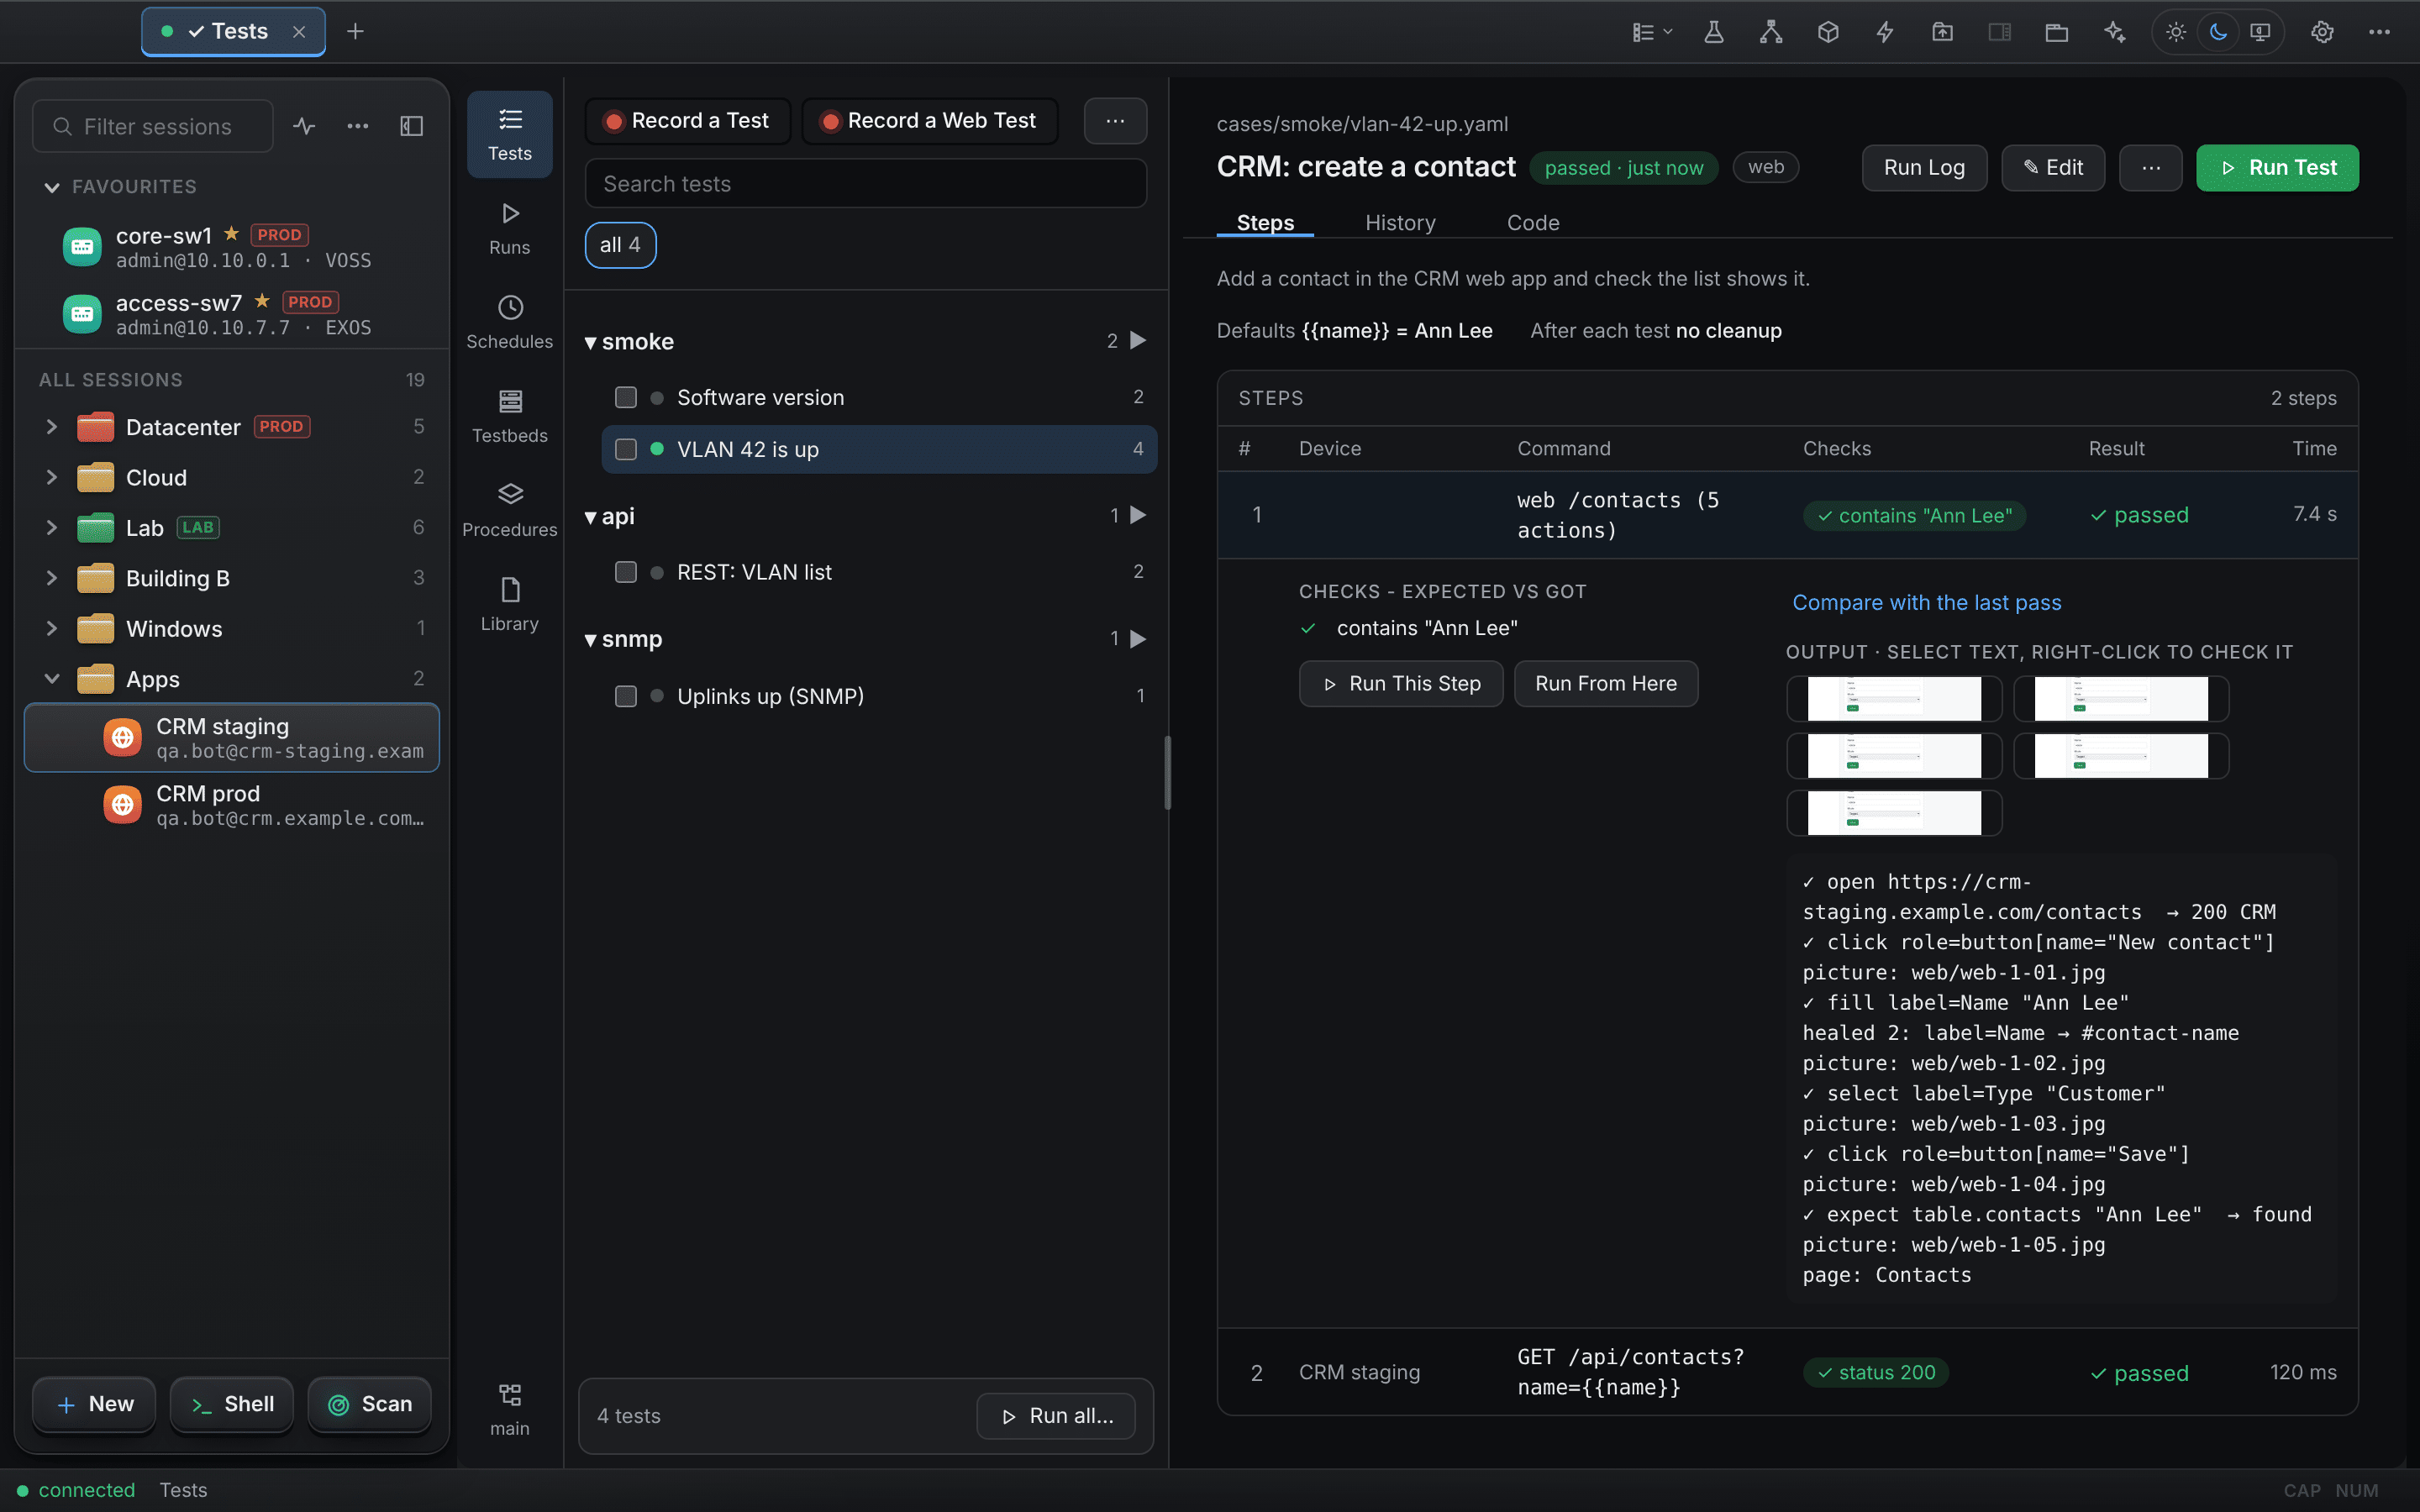 ✓ Tests
Filter sessions
FAVOURITES
core-sw1 ★ PROD
admin@10.10.0.1 · VOSS
access-sw7 ★ PROD
admin@10.10.7.7 · EXOS
ALL SESSIONS 19
Datacenter PROD 5
Cloud 2
Lab LAB 6
Building B 3
Windows 1
Apps 2
CRM staging
qa.bot@crm-staging.exam
CRM prod
qa.bot@crm.example.com…
New
Shell
Scan
Tests
Runs
Schedules
Testbeds
Procedures
Library
main
Record a Test
Record a Web Test
Search tests
all 4
smoke 2
Software version 2
VLAN 42 is up 4
api 1
REST: VLAN list 2
snmp 1
Uplinks up (SNMP) 1
4 tests
Run all...
cases/smoke/vlan-42-up.yaml
CRM: create a contact passed · just now web
Run Log
✎ Edit
Run Test
Steps History Code
Add a contact in the CRM web app and check the list shows it.
Defaults {{name}} = Ann Lee After each test no cleanup
STEPS 2 steps
# Device Command Checks Result Time
1 web /contacts (5 actions) ✓ contains "Ann Lee" ✓ passed 7.4 s
CHECKS - EXPECTED VS GOT
✓ contains "Ann Lee"
Run This Step
Run From Here
Compare with the last pass
OUTPUT · SELECT TEXT, RIGHT-CLICK TO CHECK IT
✓ open https://crm-
staging.example.com/contacts → 200 CRM
✓ click role=button[name="New contact"]
picture: web/web-1-01.jpg
✓ fill label=Name "Ann Lee"
healed 2: label=Name → #contact-name
picture: web/web-1-02.jpg
✓ select label=Type "Customer"
picture: web/web-1-03.jpg
✓ click role=button[name="Save"]
picture: web/web-1-04.jpg
✓ expect table.contacts "Ann Lee" → found
picture: web/web-1-05.jpg
page: Contacts
2 CRM staging GET /api/contacts?
name={{name}} ✓ status 200 ✓ passed 120 ms
connected Tests
CAP NUM